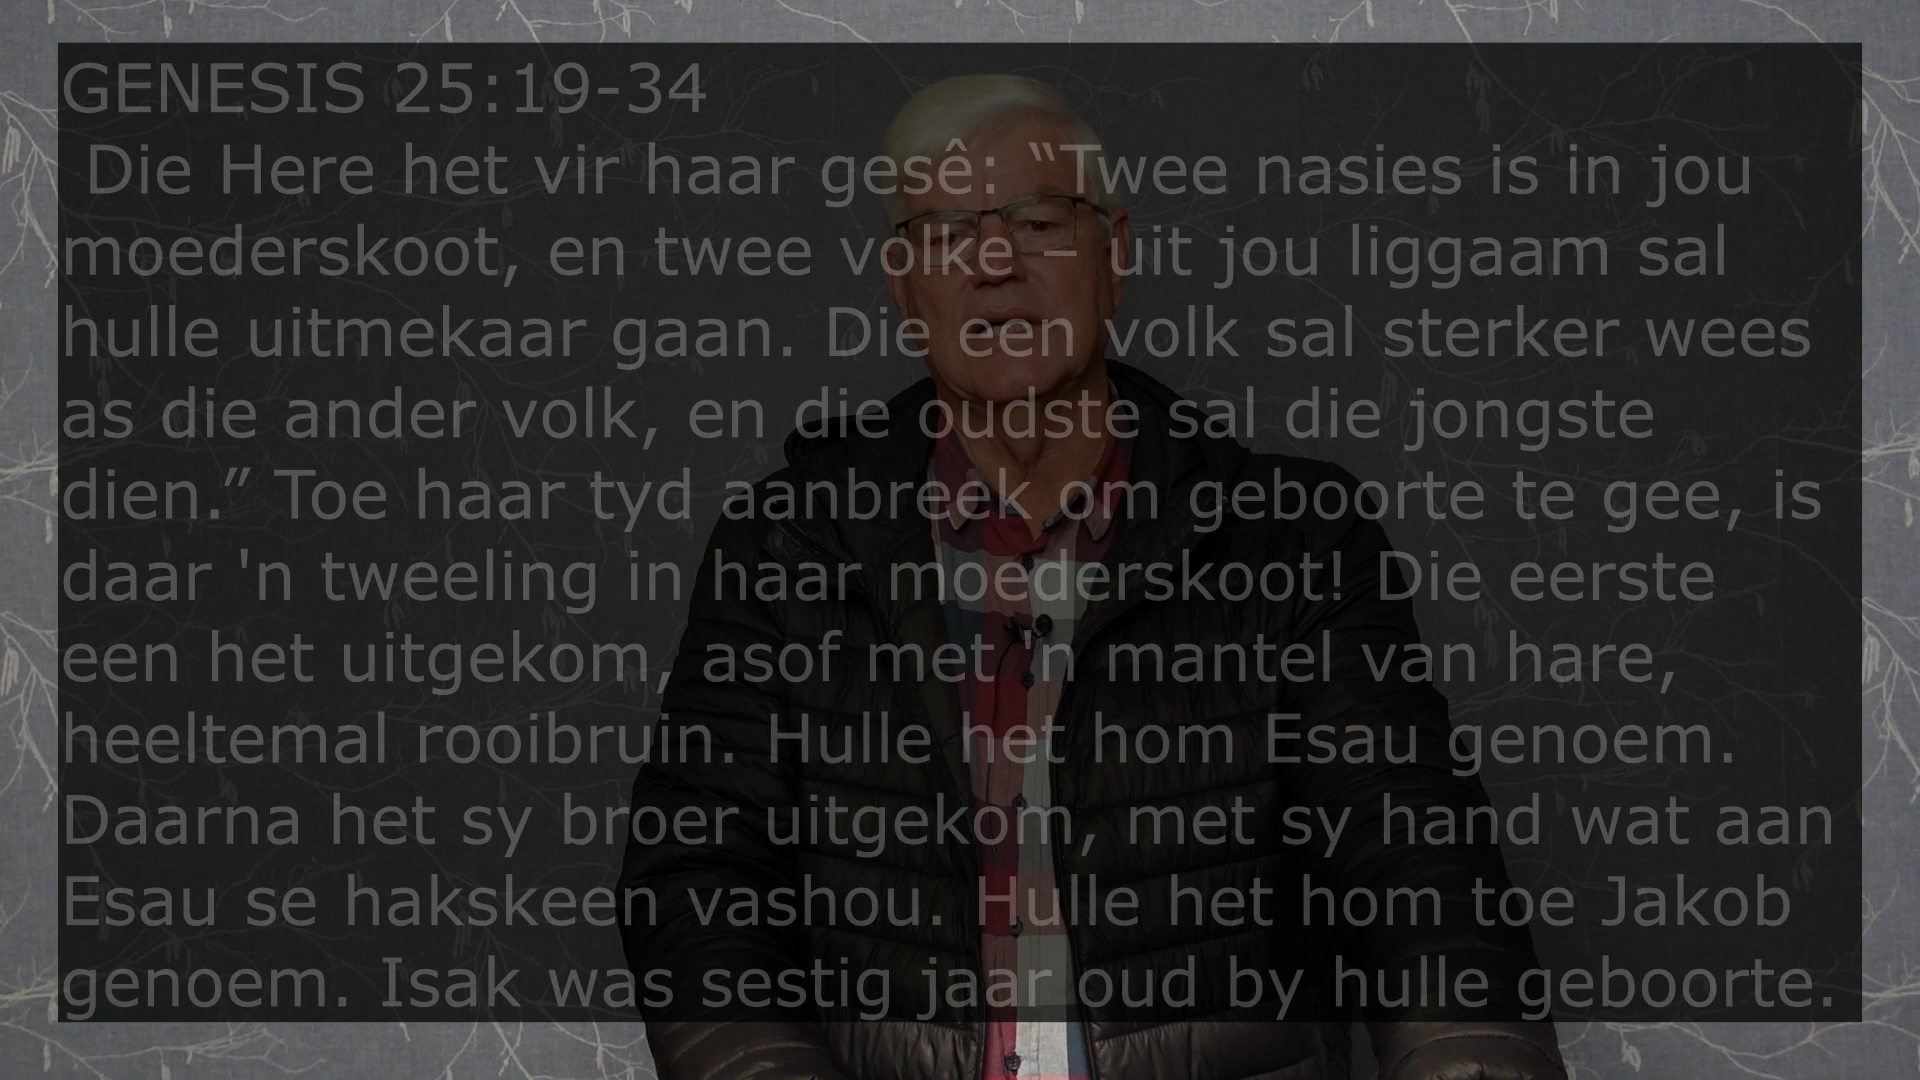 GENESIS 25:19-34
Die Here het vir haar gesê: “Twee nasies is in jou
moederskoot, en twee volke – uit jou liggaam sal
hulle uitmekaar gaan. Die een volk sal sterker wees
as die ander volk, en die oudste sal die jongste
dien.” Toe haar tyd aanbreek om geboorte te gee, is
daar 'n tweeling in haar moederskoot! Die eerste
een het uitgekom, asof met 'n mantel van hare,
heeltemal rooibruin. Hulle het hom Esau genoem.
Daarna het sy broer uitgekom, met sy hand wat aan
Esau se hakskeen vashou. Hulle het hom toe Jakob
genoem. Isak was sestig jaar oud by hulle geboorte.